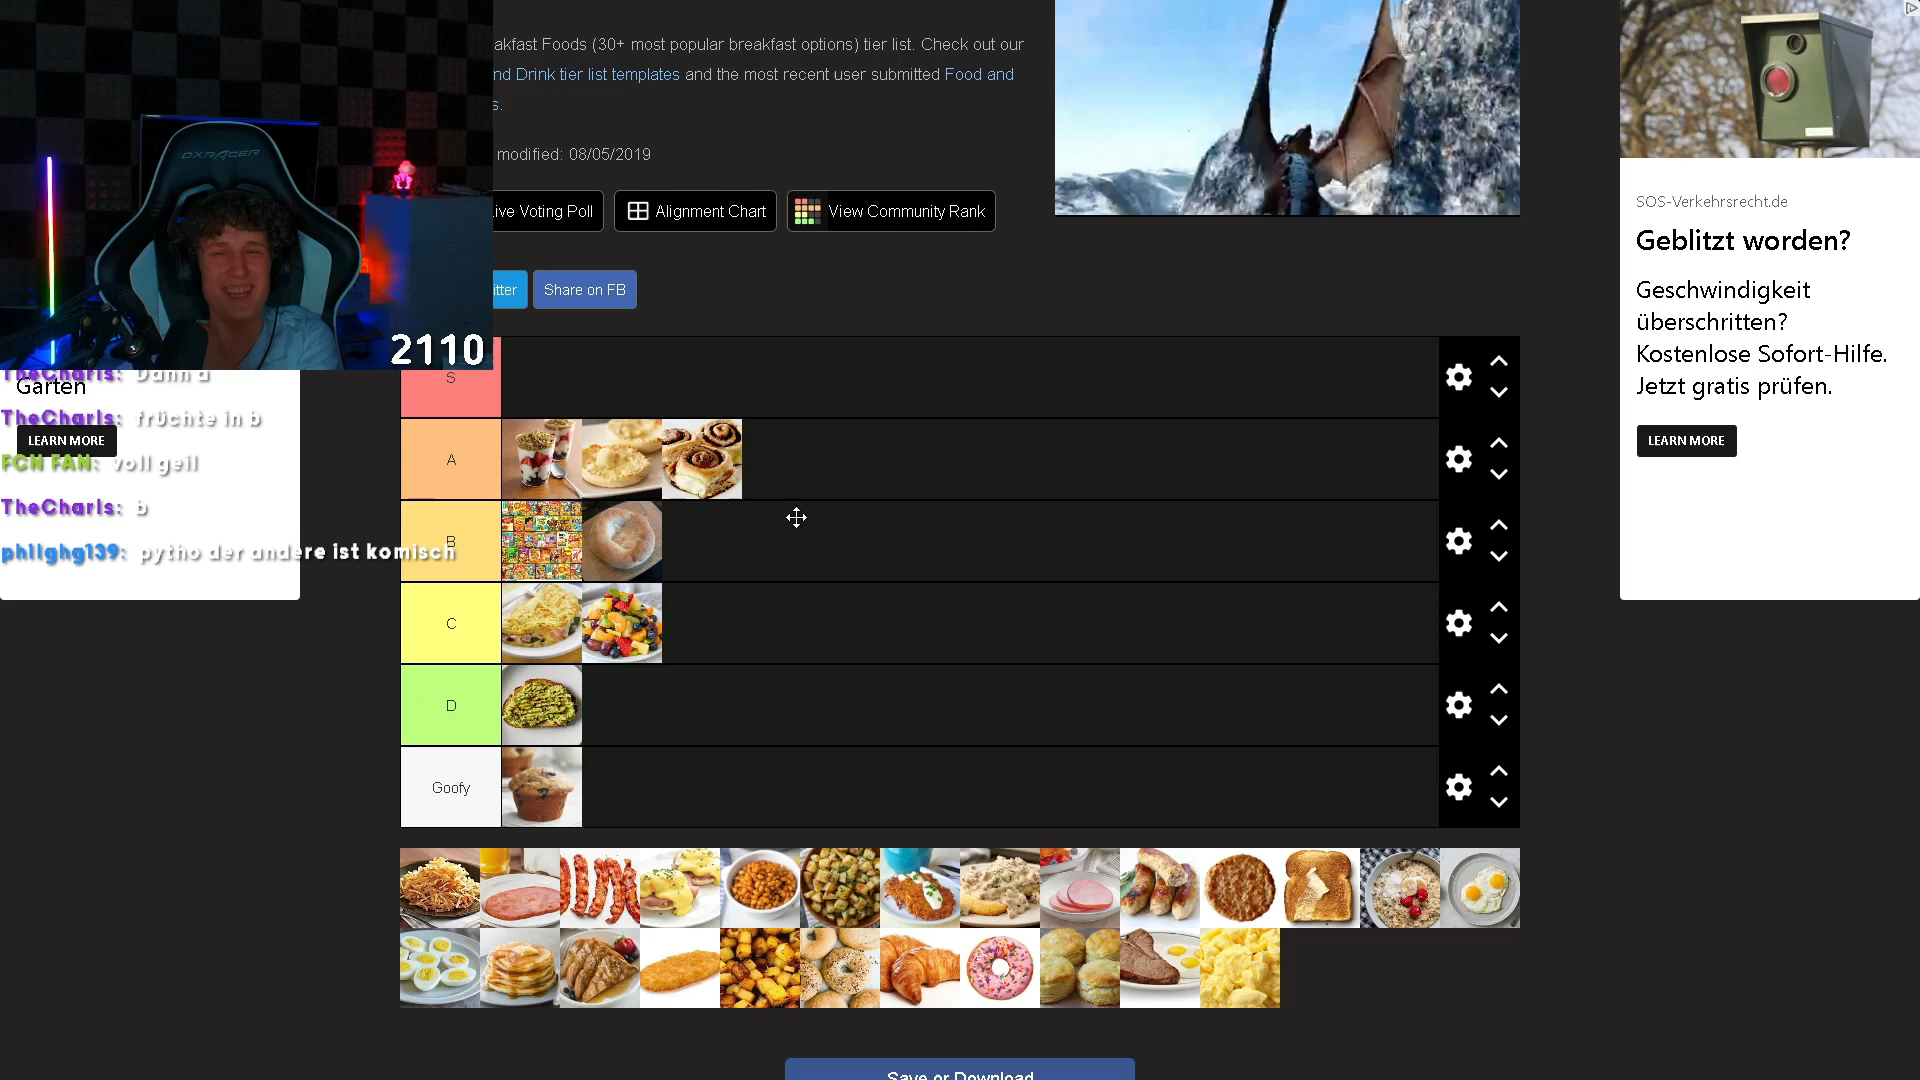 akfast Foods (30+ most popular breakfast options) tier list. Check out our
nd Drink tier list templates and the most recent user submitted Food and
s.
modified: 08/05/2019
ive Voting Poll
Alignment Chart
View Community Rank
itter
Share on FB
DXRACER
2110
TheCharls: Dann a
Garten
TheCharls: früchte in b
LEARN MORE
FCN FAN: voll geil
TheCharls: b
philghg139: pytho der andere ist komisch
S
A
B
C
D
Goofy
Save or Download
SOS-Verkehrsrecht.de
Geblitzt worden?
Geschwindigkeit
überschritten?
Kostenlose Sofort-Hilfe.
Jetzt gratis prüfen.
LEARN MORE